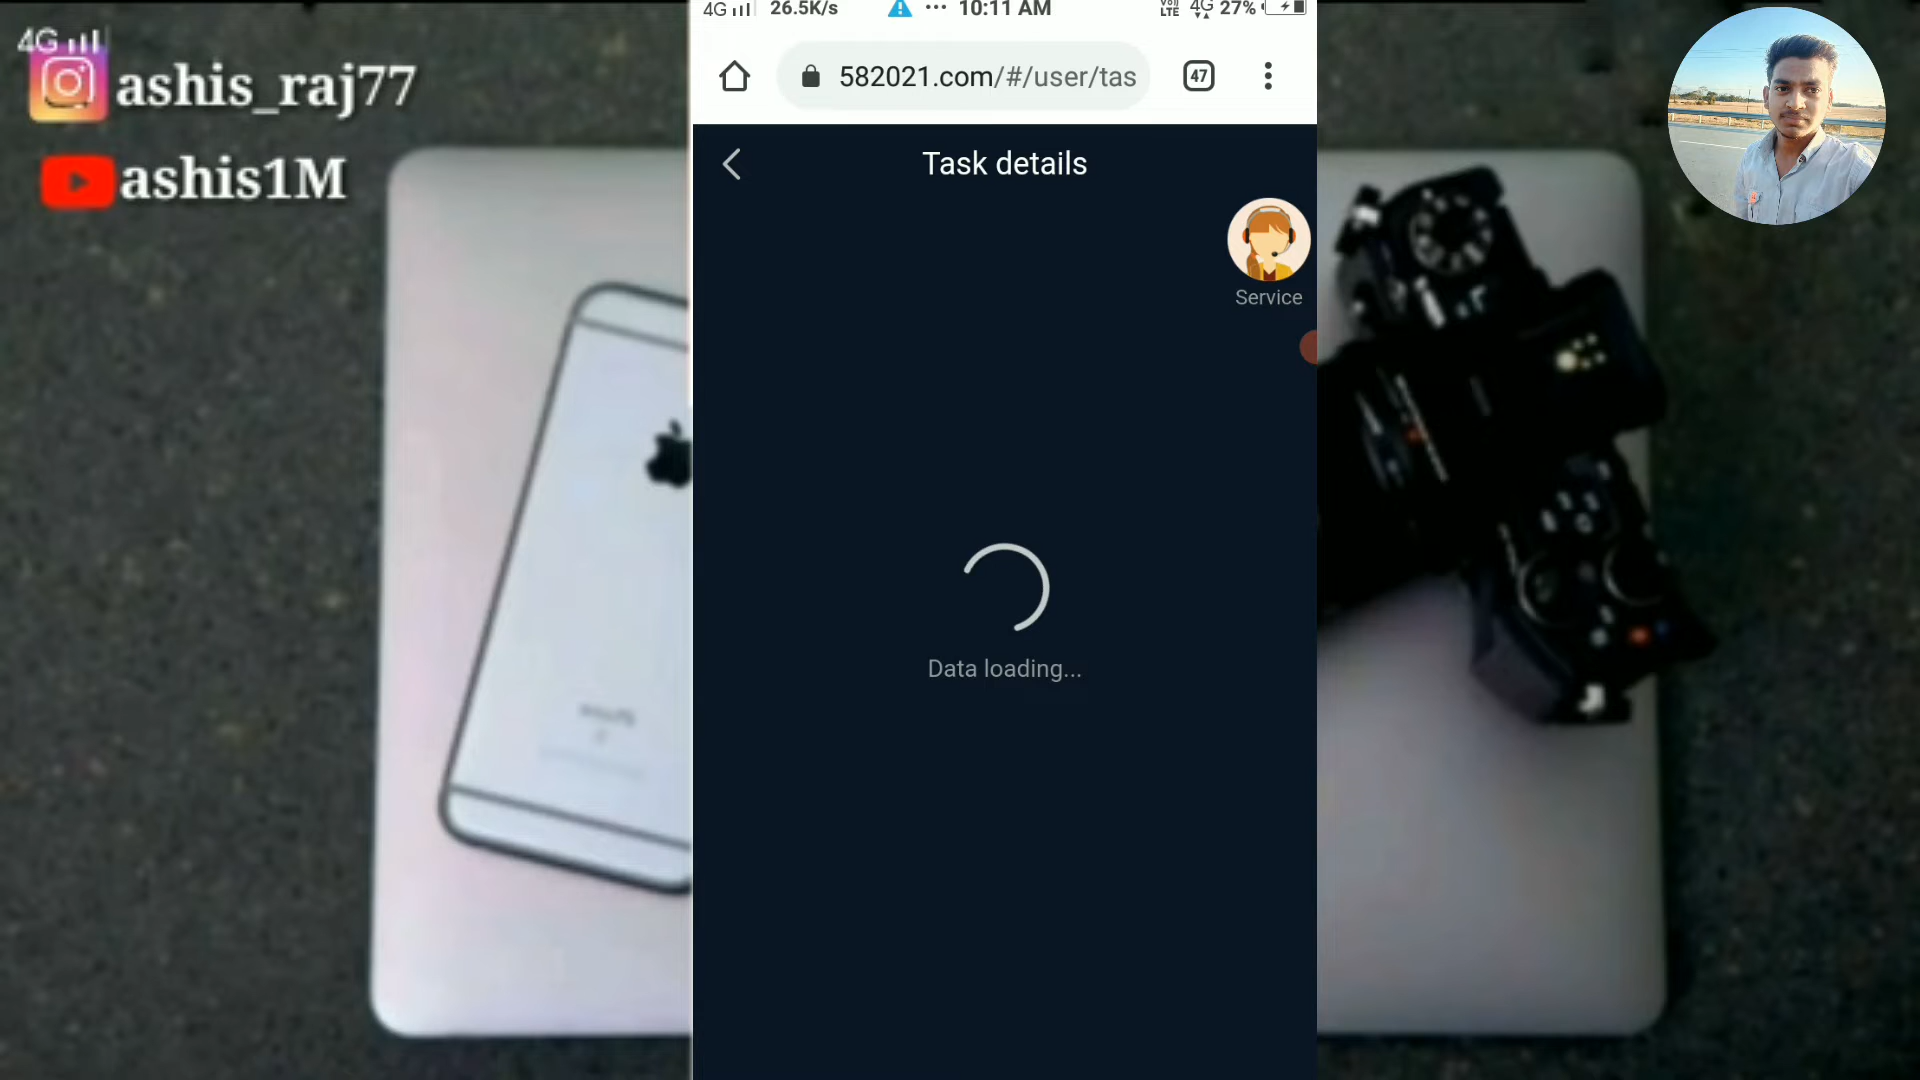 4G 26.5K/s ... 10:11 AM VoLTE 4G 27%
4G
ashis_raj77
582021.com/#/user/tas 47
ashis1M
Task details
Service
Data loading...